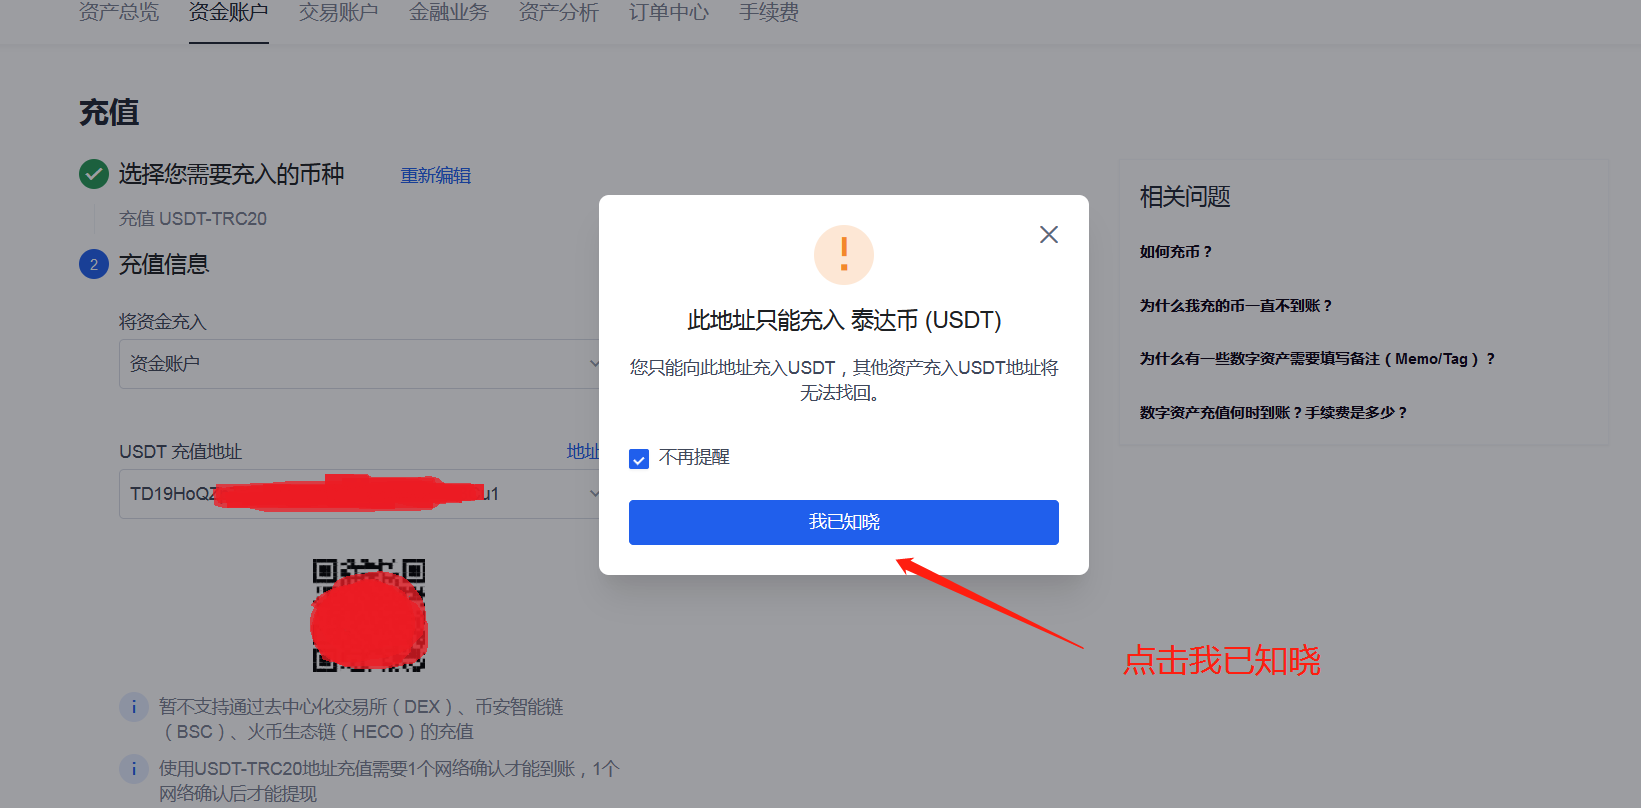 资产总览 资金账户 交易账户 金融业务 资产分析 订单中心 手续费
充值
选择您需要充入的币种 重新编辑
充值 USDT-TRC20
2 充值信息
将资金充入
资金账户
USDT 充值地址 地址
TD19HoQZ u1
i 暂不支持通过去中心化交易所（DEX）、币安智能链
（BSC）、火币生态链（HECO）的充值
i 使用USDT-TRC20地址充值需要1个网络确认才能到账，1个
网络确认后才能提现
!
此地址只能充入 泰达币 (USDT)
您只能向此地址充入USDT，其他资产充入USDT地址将
无法找回。
不再提醒
我已知晓
点击我已知晓
相关问题
如何充币？
为什么我充的币一直不到账？
为什么有一些数字资产需要填写备注（Memo/Tag）？
数字资产充值何时到账？手续费是多少？